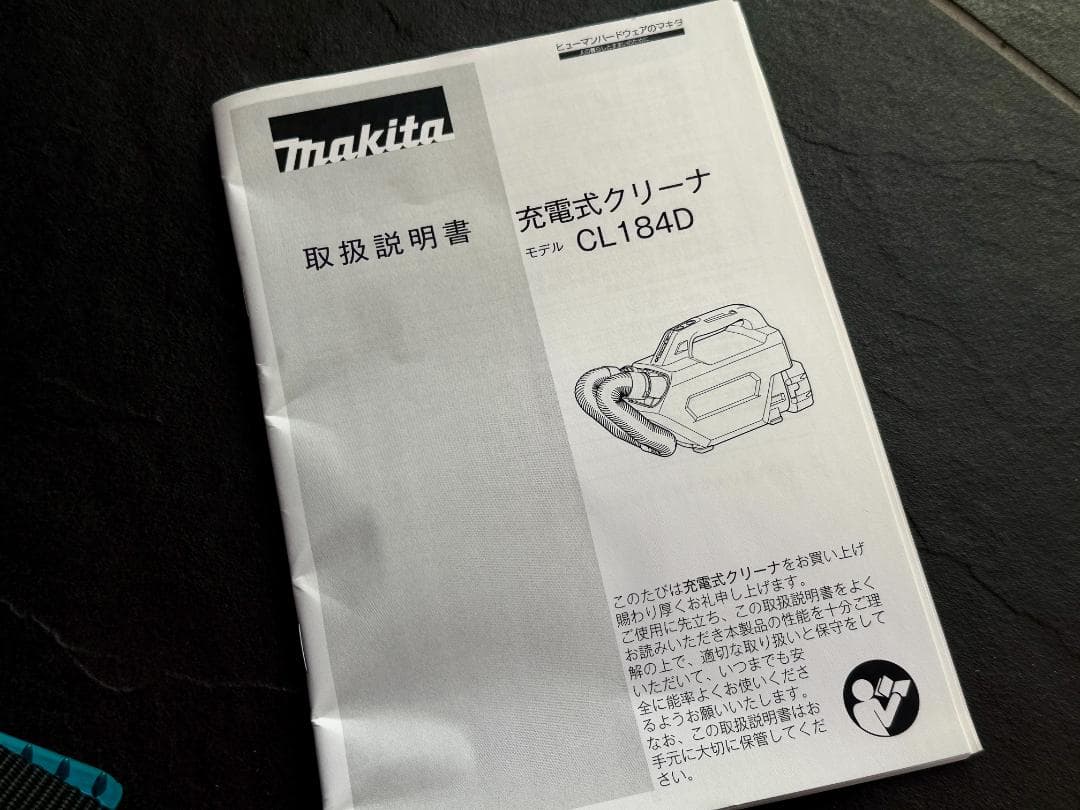 ヒューマンハードウェアのマキタ
makita
取扱説明書
充電式クリーナ
モデル CL184D
このたびは充電式クリーナをお買い上げ
賜わり厚くお礼申し上げます。
ご使用に先立ち、この取扱説明書をよく
お読みいただき本製品の性能を十分ご理
解の上で、適切な取り扱いと保守をして
いただいて、いつまでも安
全に能率よくお使いくださ
るようお願いいたします。
なお、この取扱説明書はお
手元に大切に保管してくだ
さい。